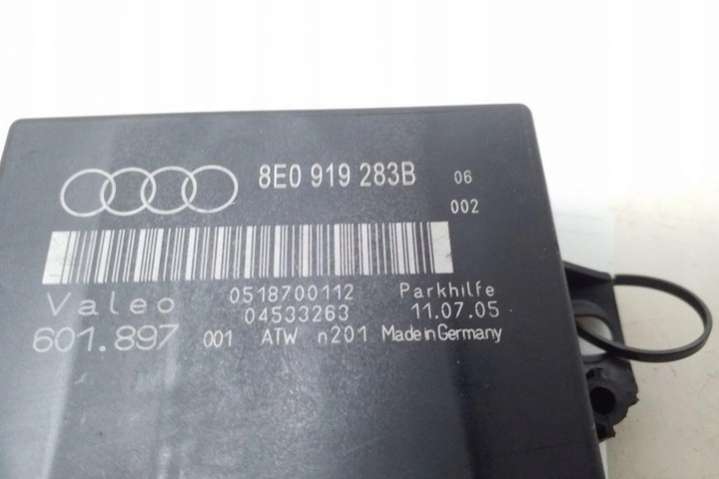 8E0 919 283B 06
002
Valeo 0518700112 Parkhilfe
04533263 11.07.05
601.897 001 ATW n201 Made in Germany